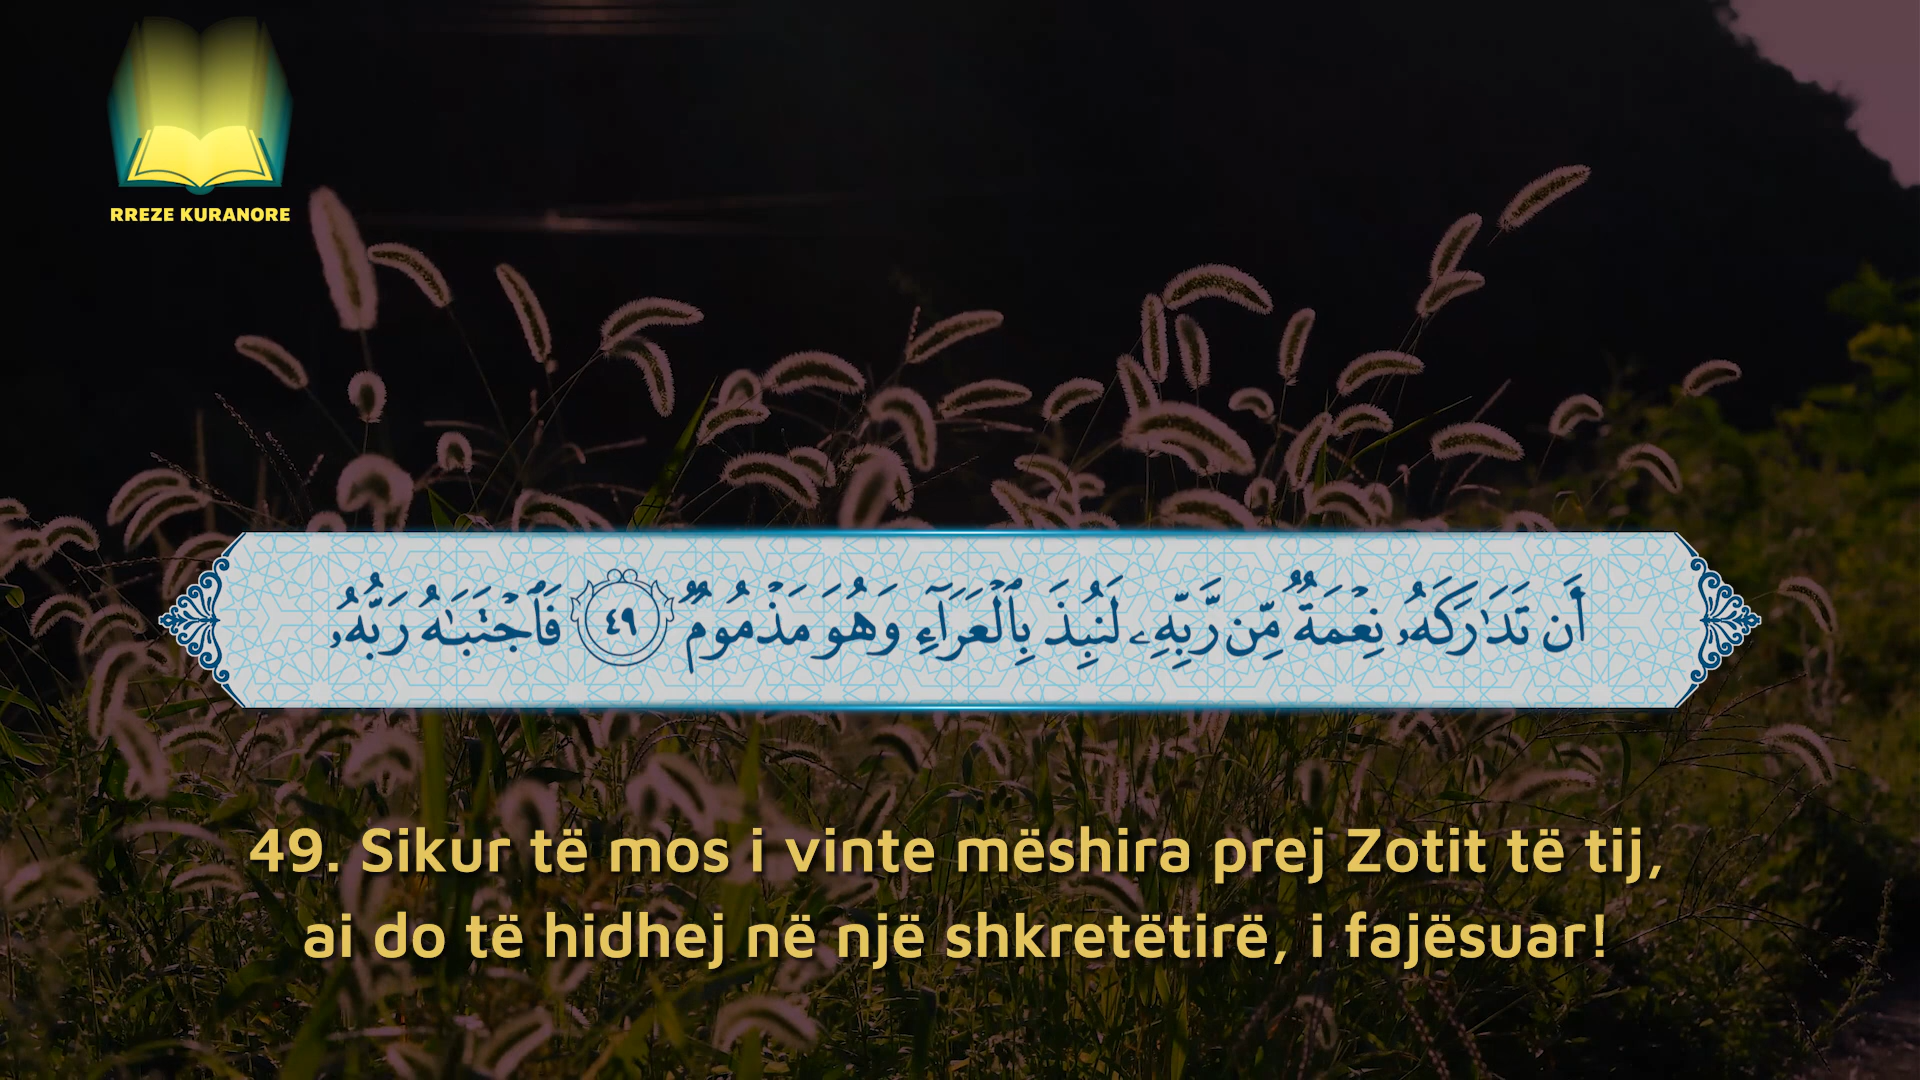 RREZE KURANORE
أَن تَدَٰرَكَهُۥ نِعۡمَةٞ مِّن رَّبِّهِۦ لَنُبِذَ بِٱلۡعَرَآءِ وَهُوَ مَذۡمُومٞ ٤٩ فَٱجۡتَبَٰهُ رَبُّهُۥ
49. Sikur të mos i vinte mëshira prej Zotit të tij,
ai do të hidhej në një shkretëtirë, i fajësuar!